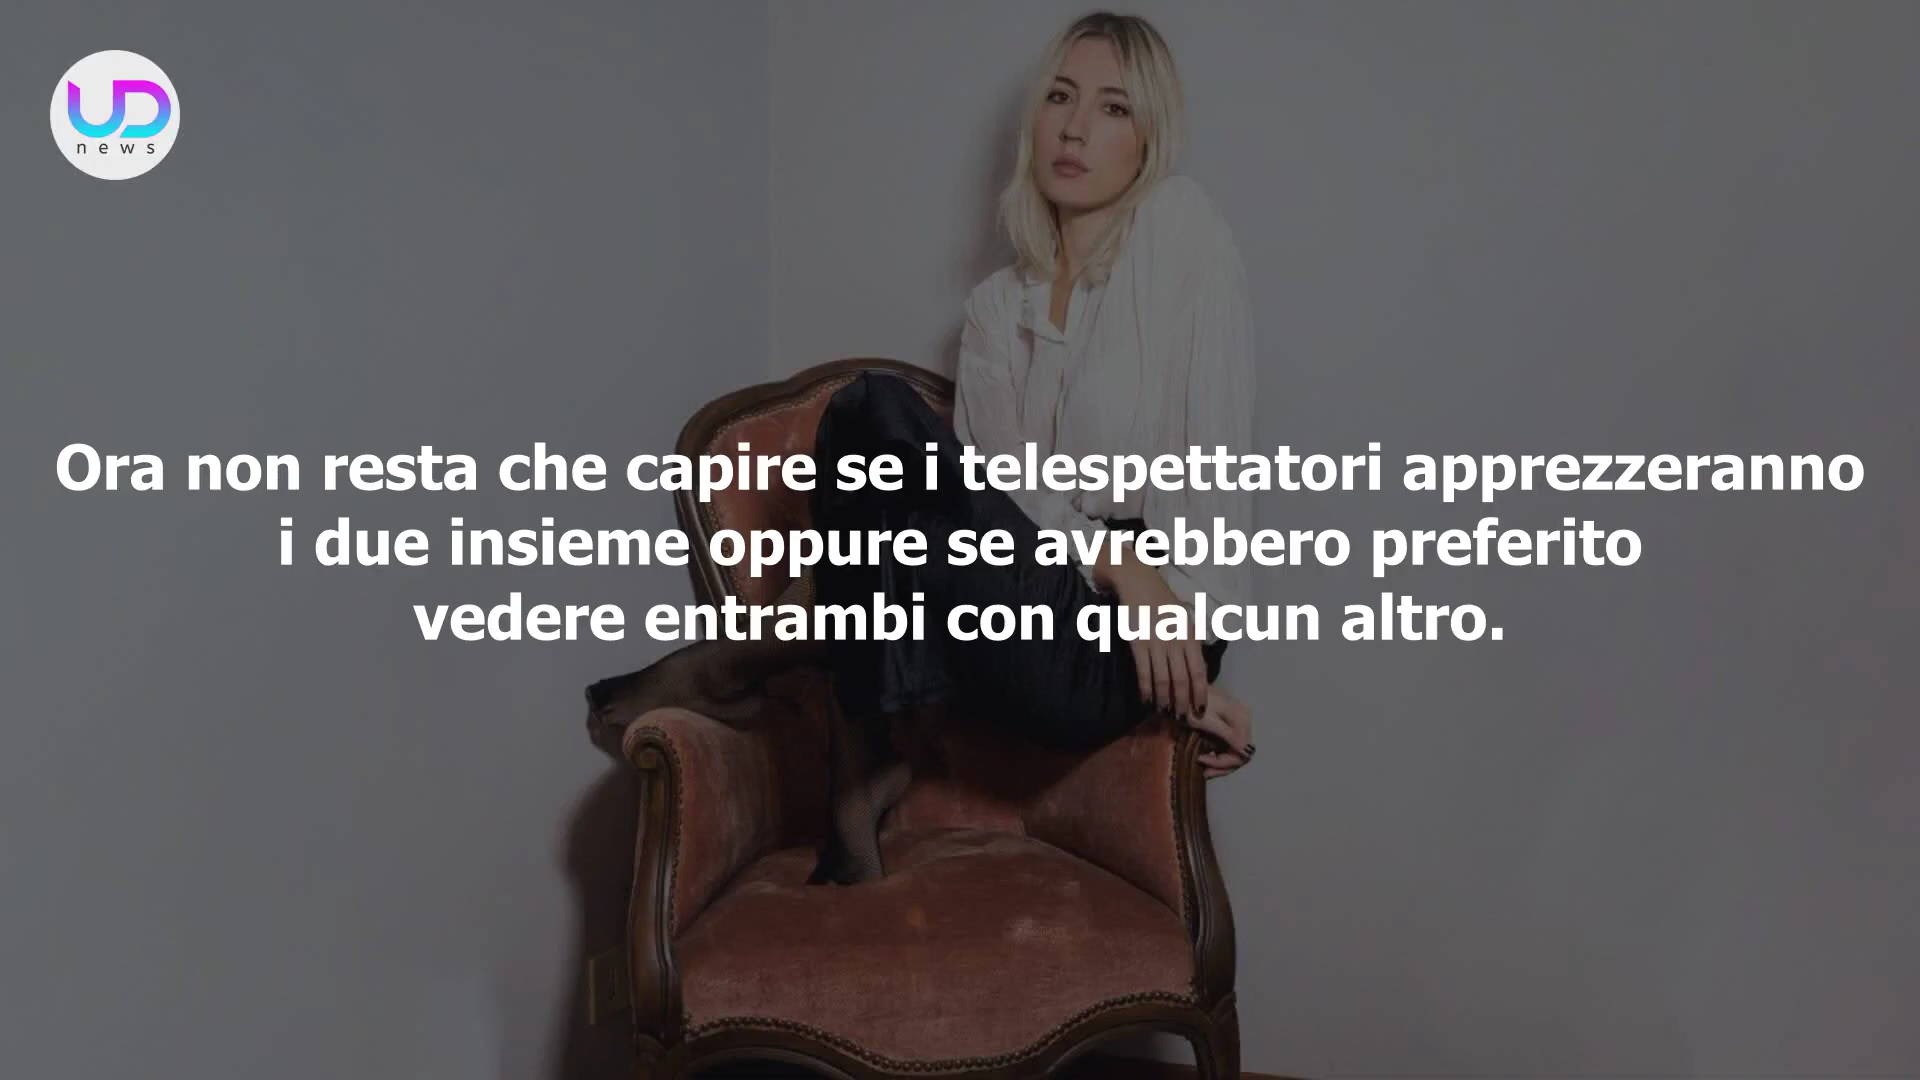 UD
news
Ora non resta che capire se i telespettatori apprezzeranno
i due insieme oppure se avrebbero preferito
vedere entrambi con qualcun altro.